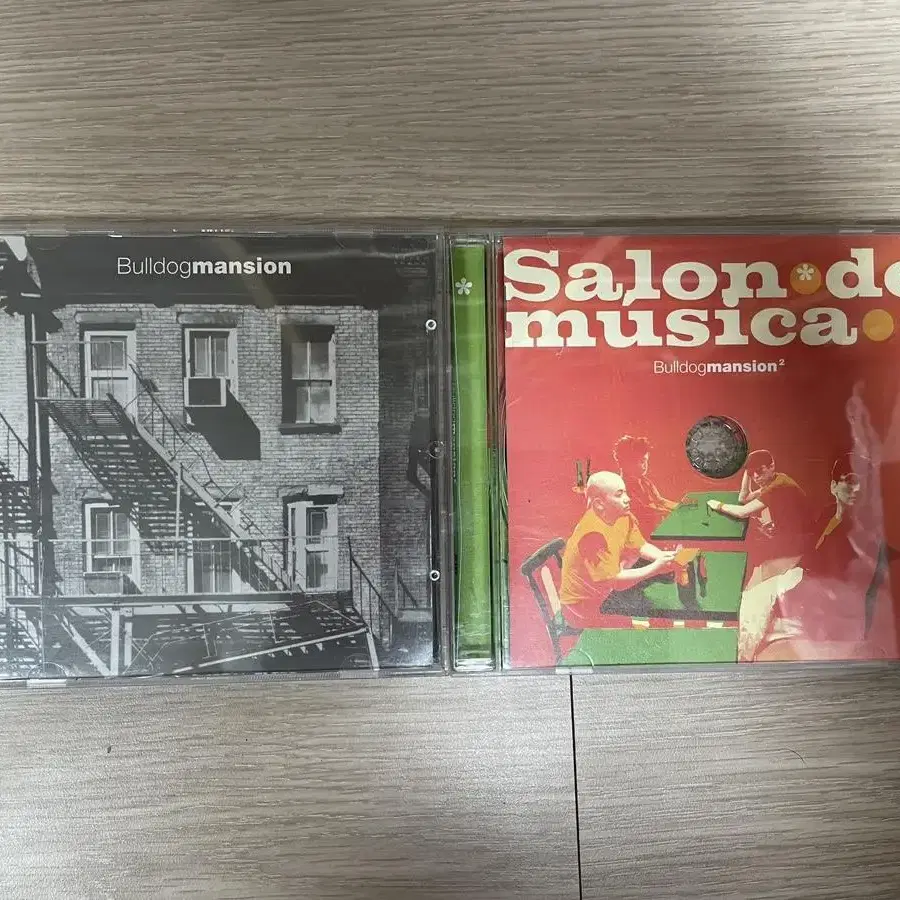 Bulldogmansion
Salon de
música
Bulldogmansion²